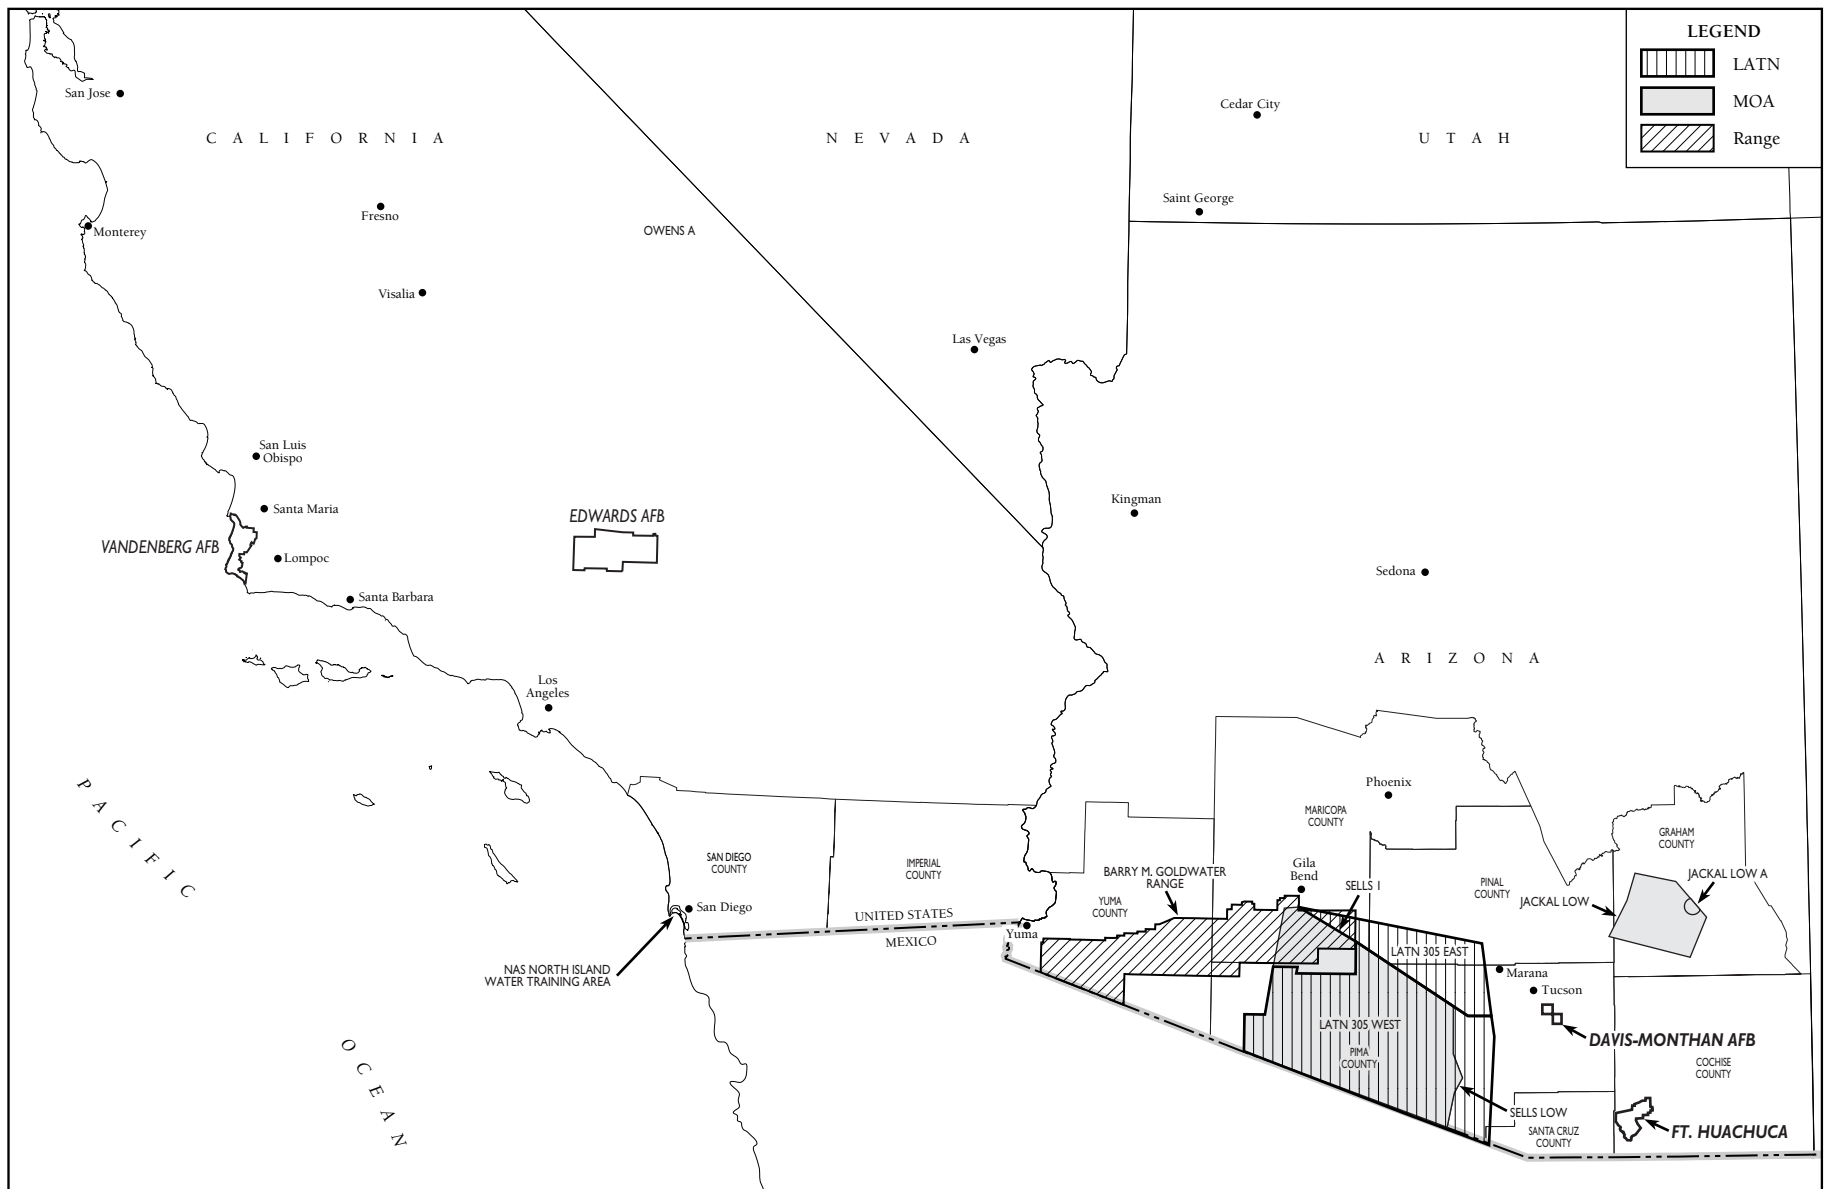 LEGEND
LATN
MOA
Range
San Jose
CALIFORNIA
NEVADA
Cedar City
UTAH
Fresno
Monterey
OWENS A
Saint George
Visalia
Las Vegas
San Luis
Obispo
Santa Maria
Kingman
EDWARDS AFB
VANDENBERG AFB
Lompoc
Sedona
Santa Barbara
ARIZONA
Los
Angeles
PACIFIC
OCEAN
Phoenix
MARICOPA
COUNTY
GRAHAM
COUNTY
SAN DIEGO
COUNTY
IMPERIAL
COUNTY
BARRY M. GOLDWATER
RANGE
Gila
Bend
SELLS 1
PINAL
COUNTY
JACKAL LOW A
JACKAL LOW
YUMA
COUNTY
San Diego
UNITED STATES
MEXICO
Yuma
LATN 305 EAST
NAS NORTH ISLAND
WATER TRAINING AREA
Marana
Tucson
LATN 305 WEST
PIMA
COUNTY
DAVIS-MONTHAN AFB
COCHISE
COUNTY
SELLS LOW
SANTA CRUZ
COUNTY
FT. HUACHUCA